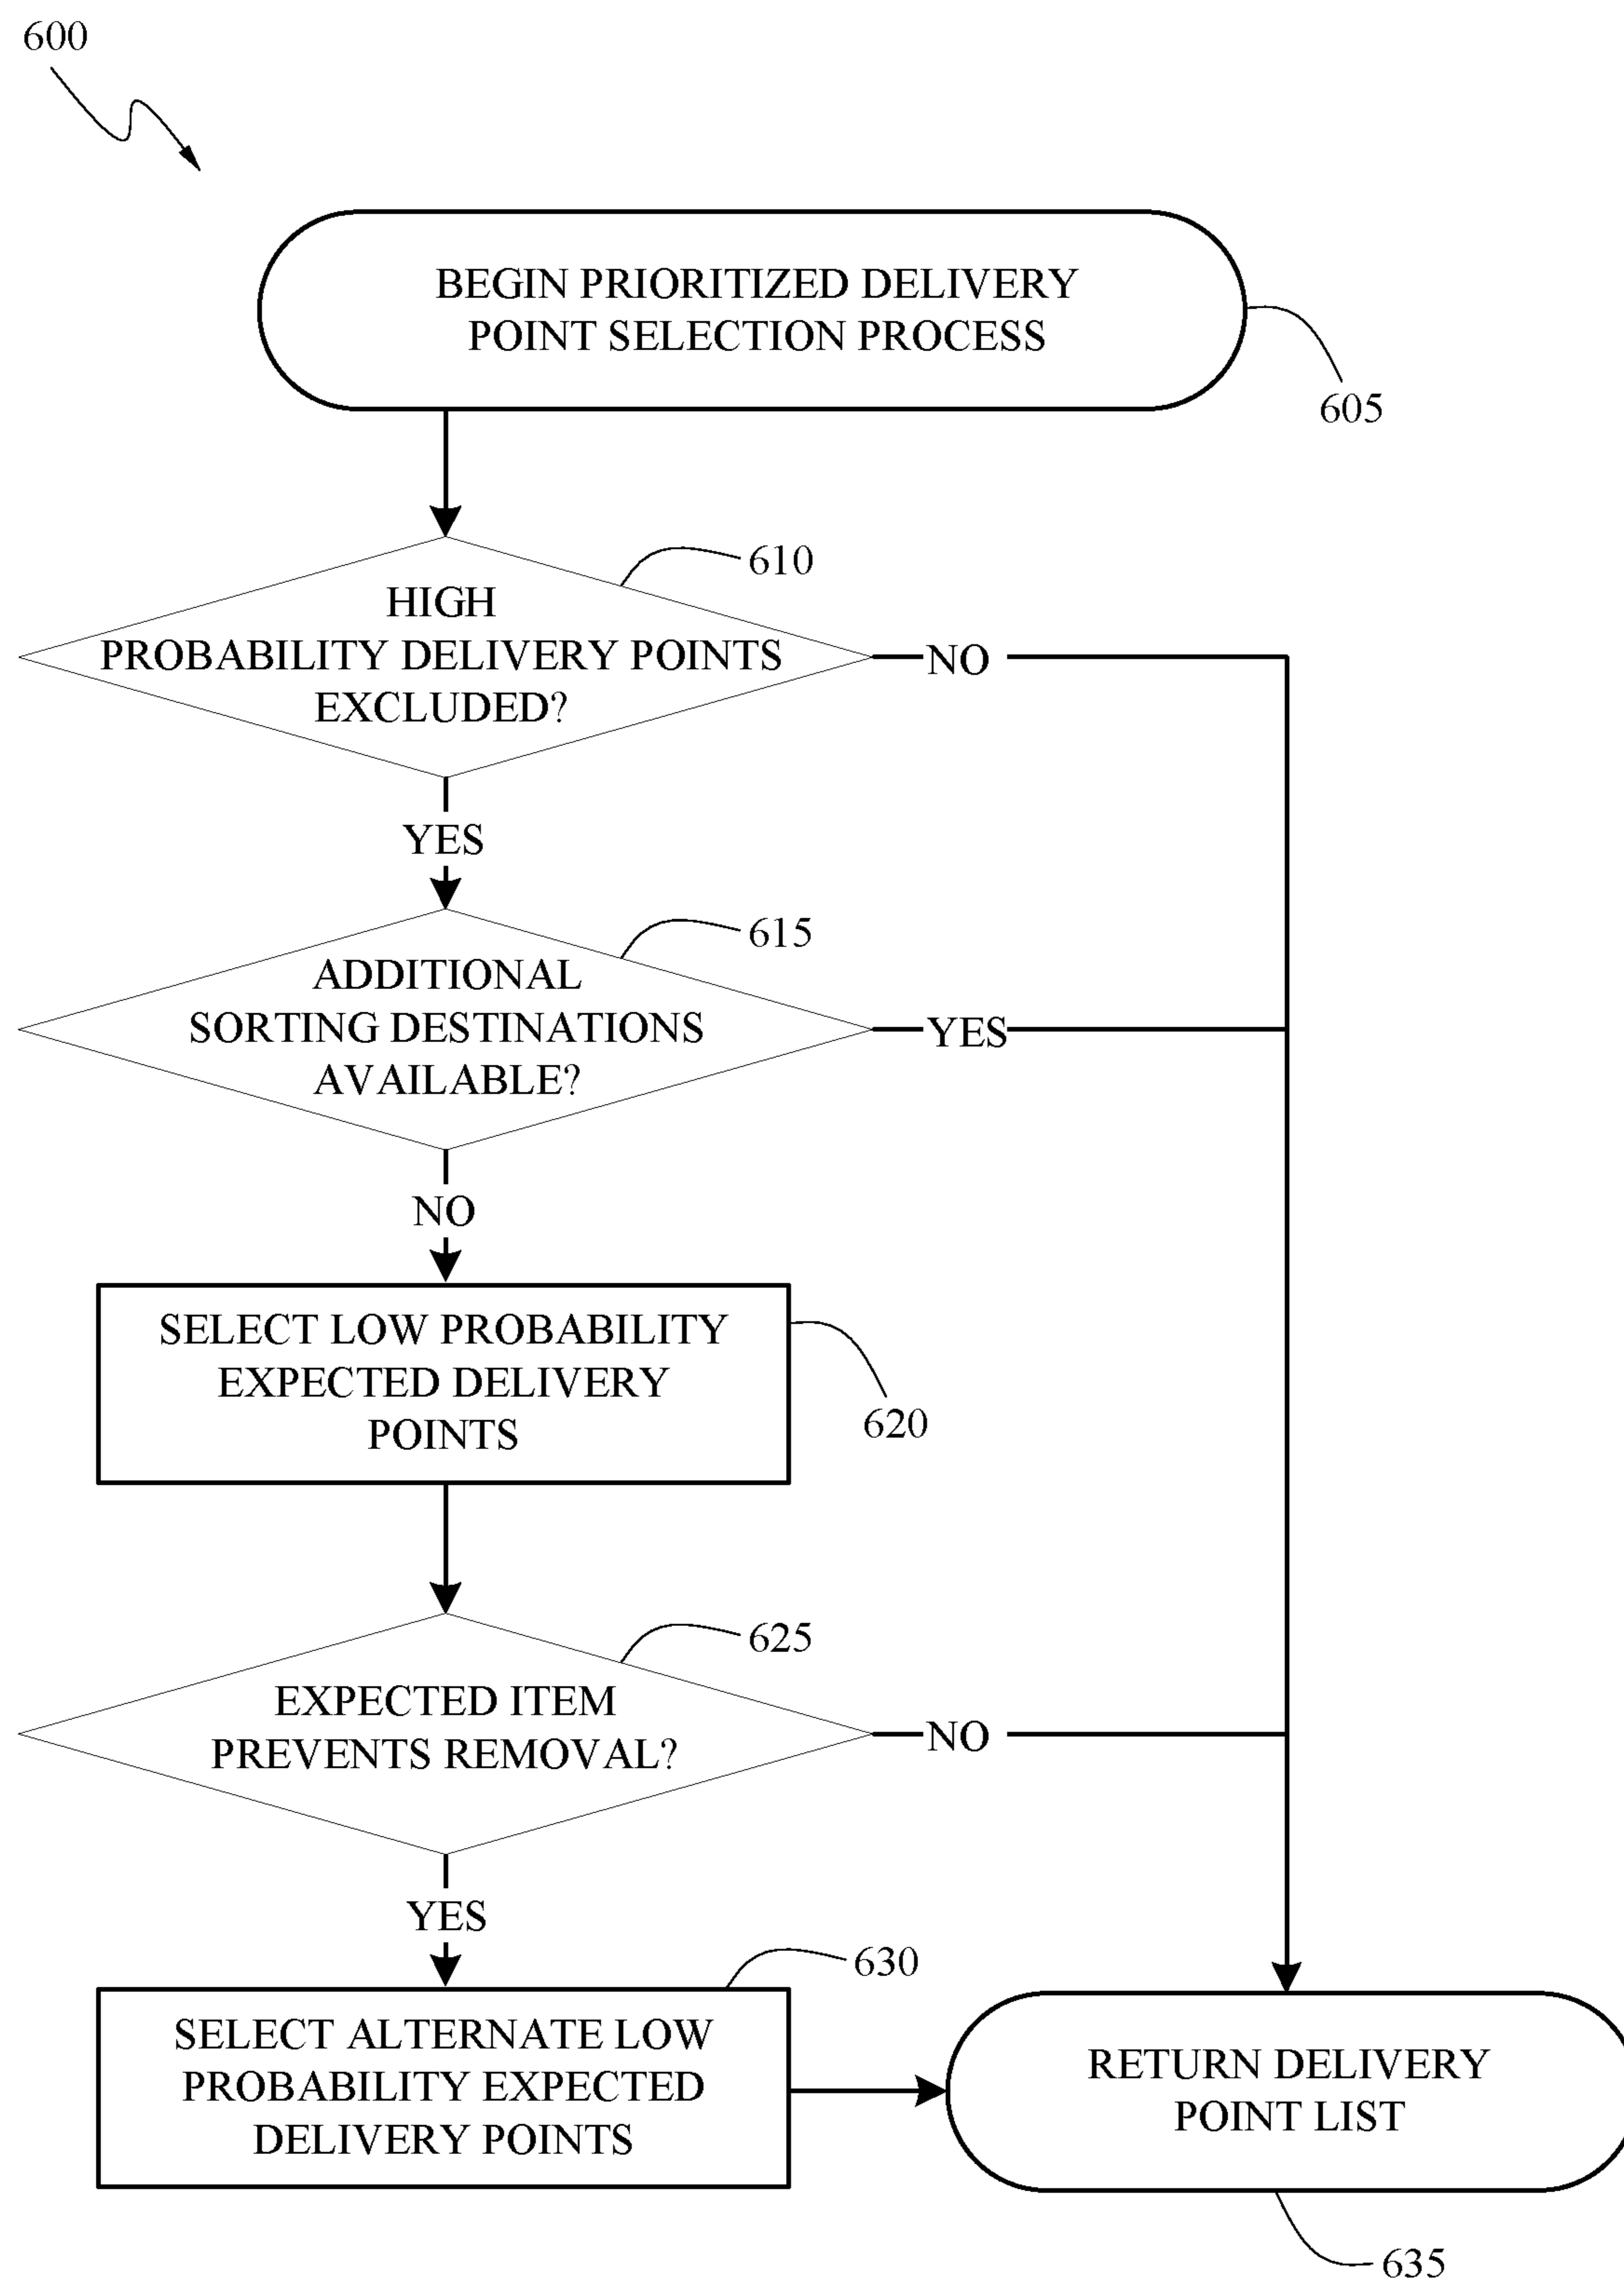 600
BEGIN PRIORITIZED DELIVERY
POINT SELECTION PROCESS
605
610
HIGH
PROBABILITY DELIVERY POINTS
EXCLUDED?
NO
YES
615
ADDITIONAL
SORTING DESTINATIONS
AVAILABLE?
YES
NO
SELECT LOW PROBABILITY
EXPECTED DELIVERY
POINTS
620
625
EXPECTED ITEM
PREVENTS REMOVAL?
NO
YES
630
SELECT ALTERNATE LOW
PROBABILITY EXPECTED
DELIVERY POINTS
RETURN DELIVERY
POINT LIST
635